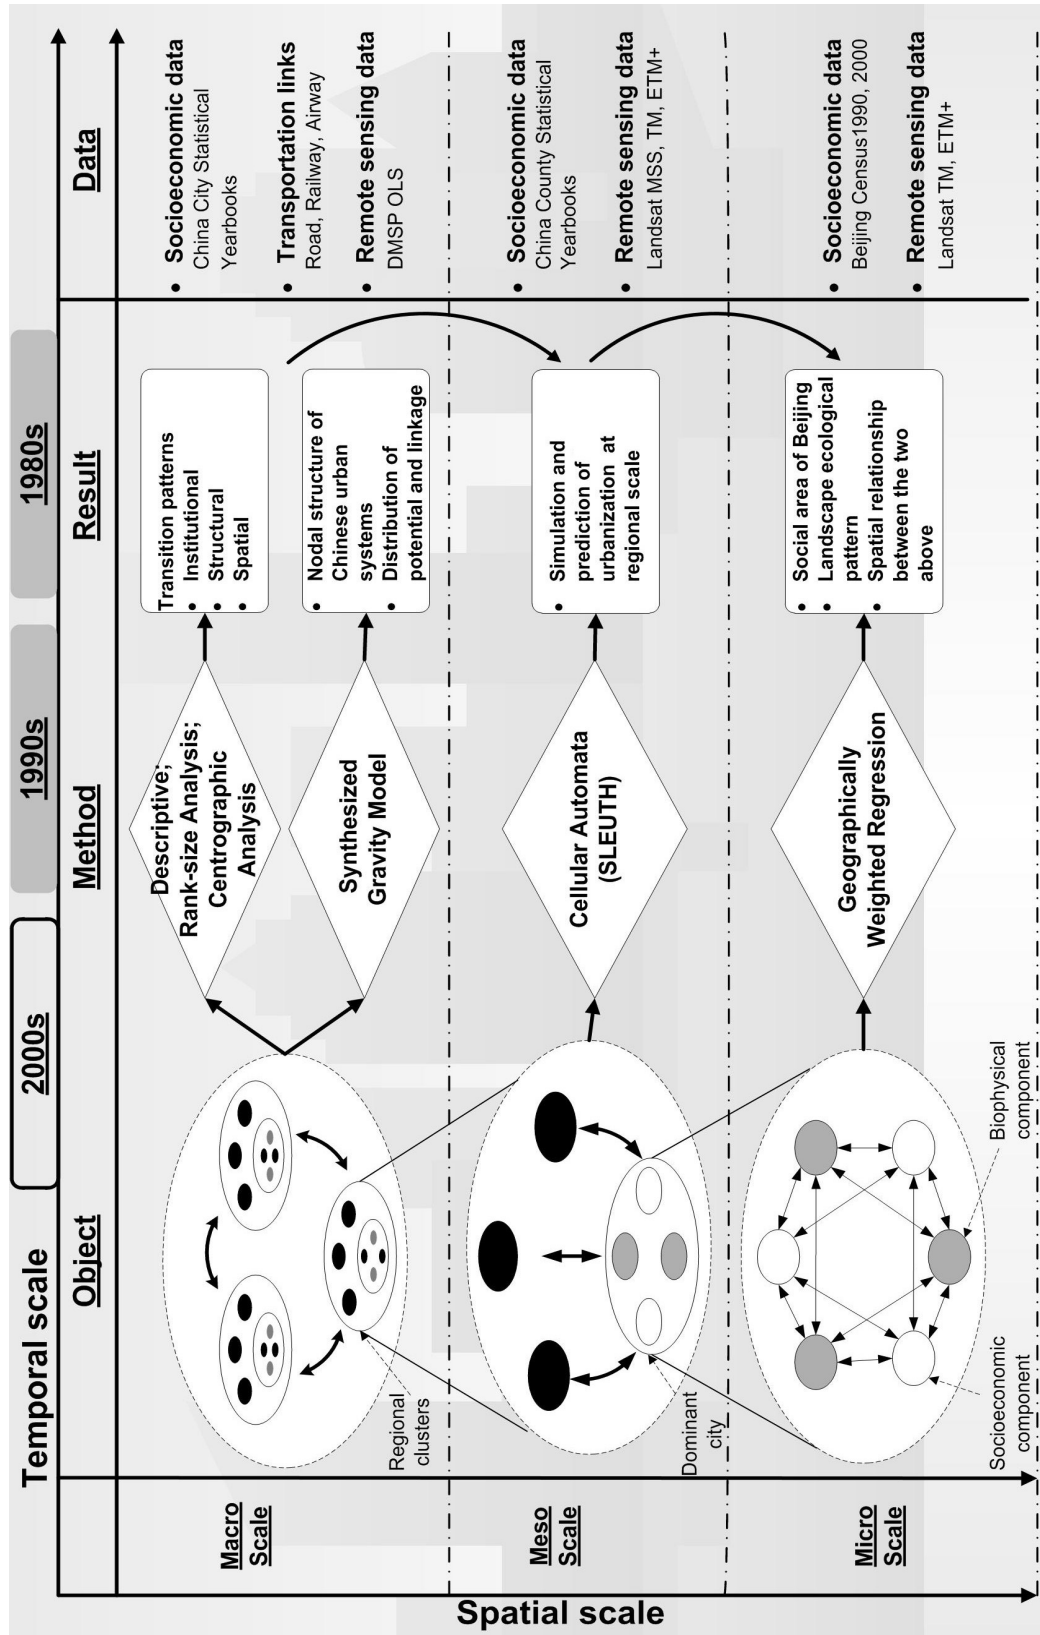 Temporal scale
2000s
1990s
1980s
Object
Method
Result
Data
Spatial scale
Macro
Scale
Regional
clusters
Descriptive;
Rank-size Analysis;
Centrographic
Analysis
Synthesized
Gravity Model
Transition patterns
• Institutional
• Structural
• Spatial
• Nodal structure of
Chinese urban
systems
• Distribution of
potential and linkage
• Socioeconomic data
China City Statistical
Yearbooks
• Transportation links
Road, Railway, Airway
• Remote sensing data
DMSP OLS
Meso
Scale
Dominant
city
Cellular Automata
(SLEUTH)
• Simulation and
prediction of
urbanization at
regional scale
• Socioeconomic data
China County Statistical
Yearbooks
• Remote sensing data
Landsat MSS, TM, ETM+
Micro
Scale
Socioeconomic
component
Biophysical
component
Geographically
Weighted Regression
• Social area of Beijing
• Landscape ecological
pattern
• Spatial relationship
between the two
above
• Socioeconomic data
Beijing Census1990, 2000
• Remote sensing data
Landsat TM, ETM+